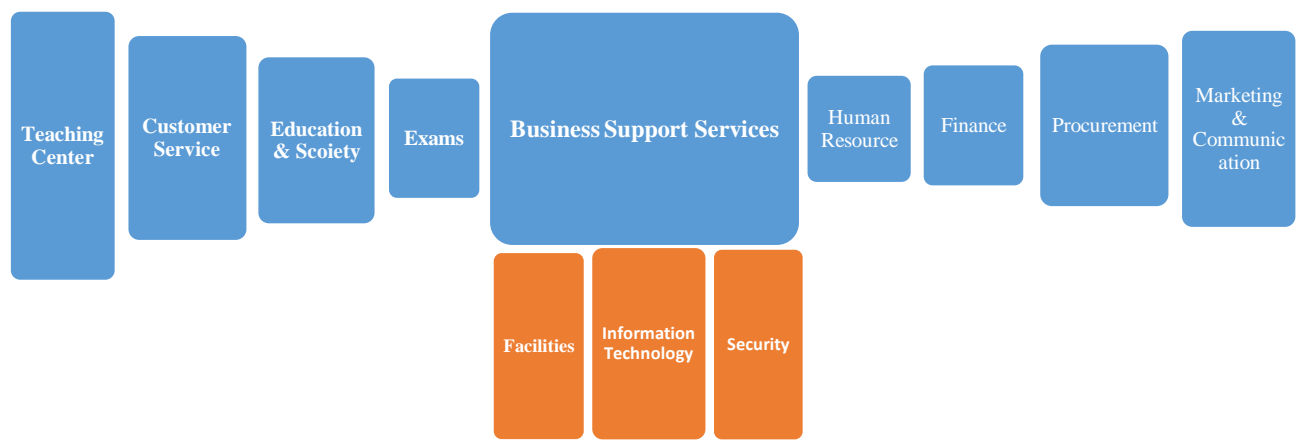 Teaching
Center
Customer
Service
Education
& Scoiety
Exams
Business Support Services
Human
Resource
Finance
Procurement
Marketing
&
Communic
ation
Facilities
Information
Technology
Security